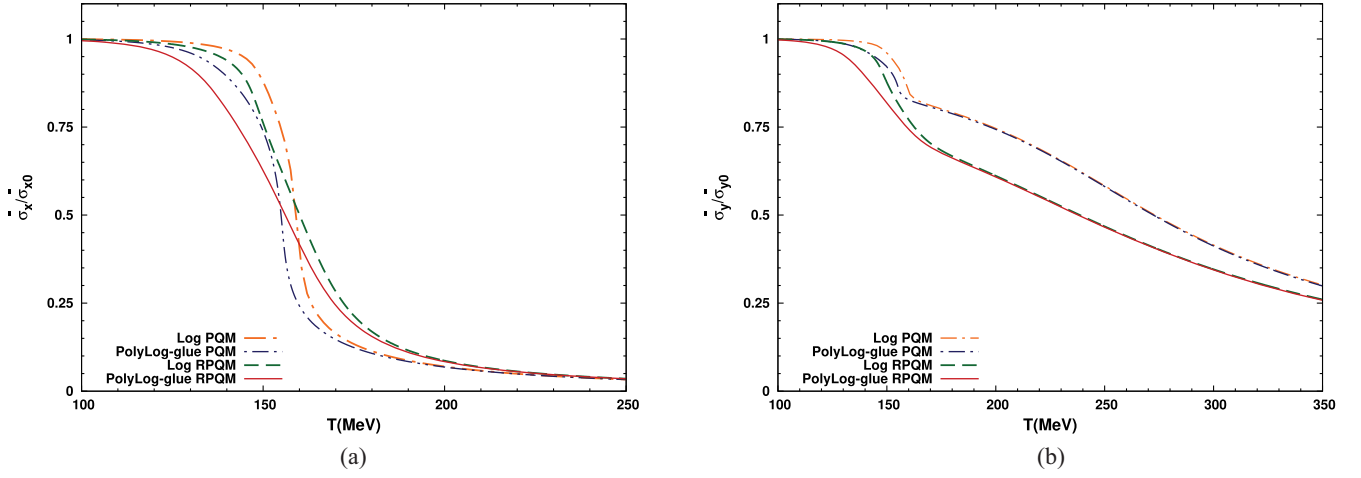 1
0.75
0.5
0.25
0
σ̄x/σ̄x0
Log PQM
PolyLog-glue PQM
Log RPQM
PolyLog-glue RPQM
100
150
200
250
T(MeV)
(a)
1
0.75
0.5
0.25
0
σ̄y/σ̄y0
Log PQM
PolyLog-glue PQM
Log RPQM
PolyLog-glue RPQM
100
150
200
250
300
350
T(MeV)
(b)